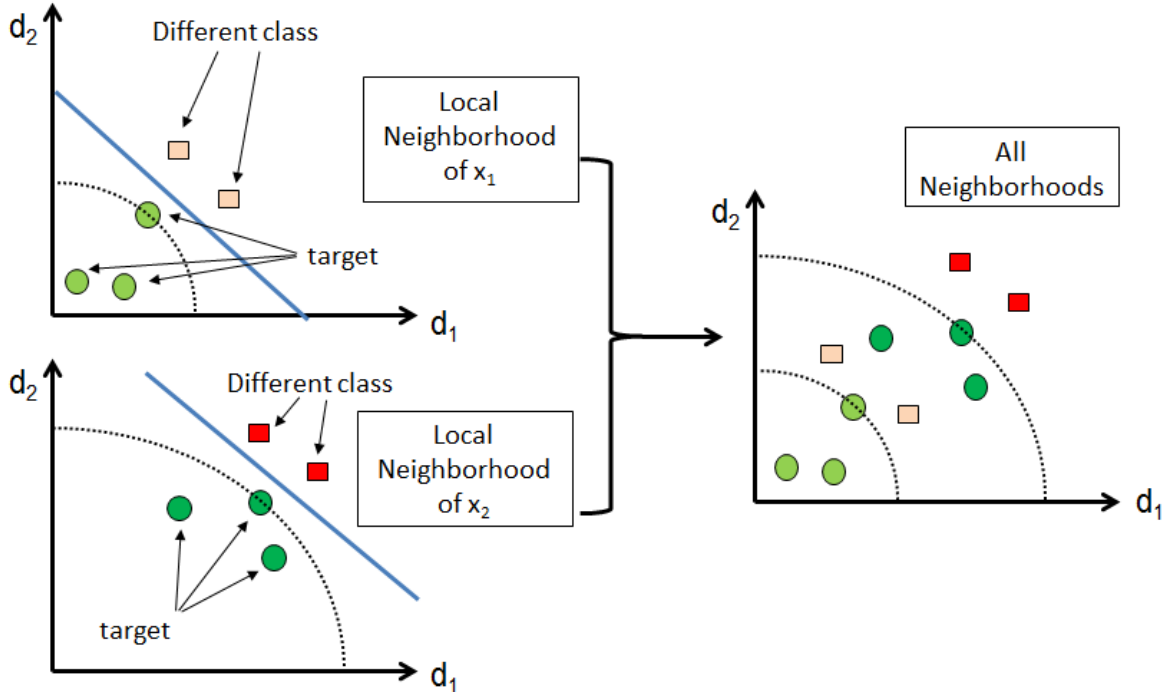 d₂
Different class
target
d₁
Local
Neighborhood
of x₁
d₂
Different class
target
d₁
Local
Neighborhood
of x₂
All
Neighborhoods
d₂
d₁